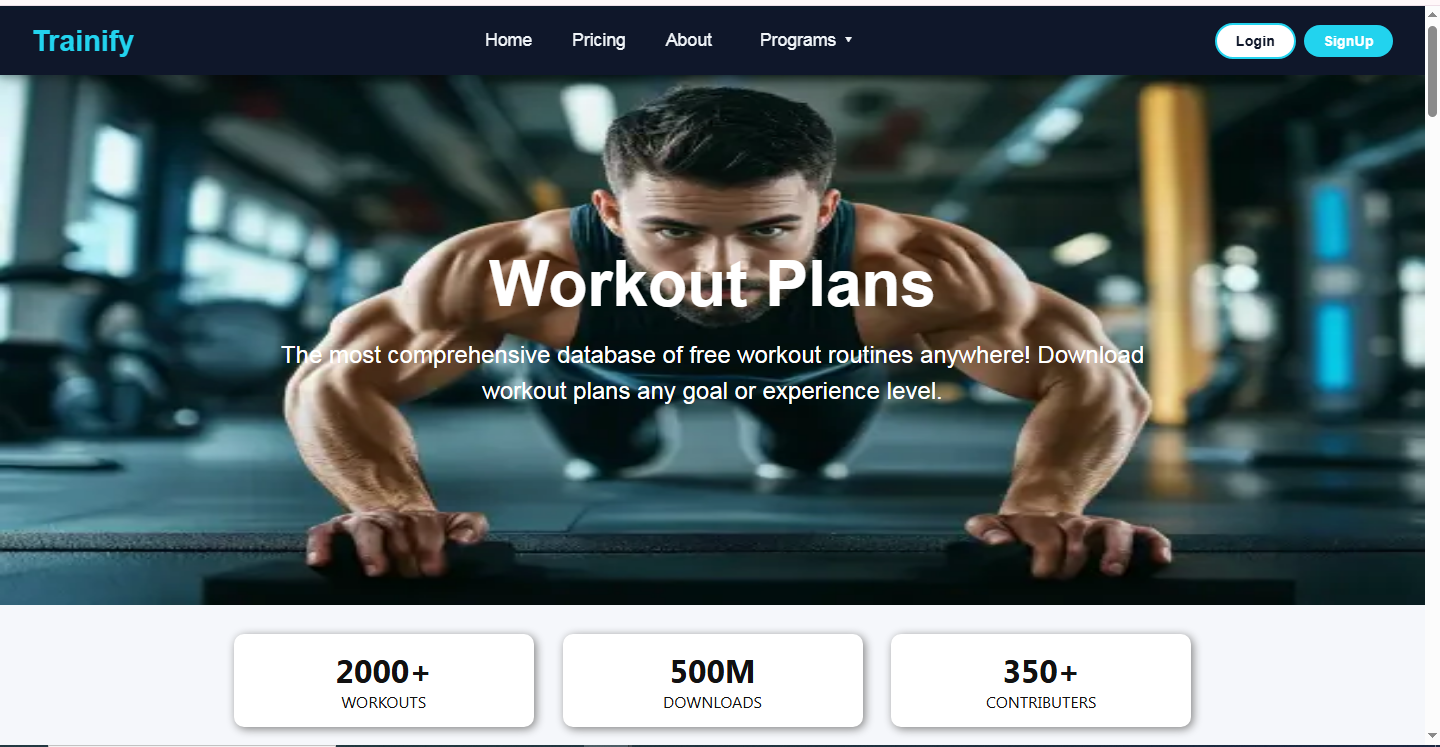 Trainify
Home Pricing About Programs
Login SignUp
Workout Plans
The most comprehensive database of free workout routines anywhere! Download
workout plans any goal or experience level.
2000+ 500M 350+
WORKOUTS DOWNLOADS CONTRIBUTERS